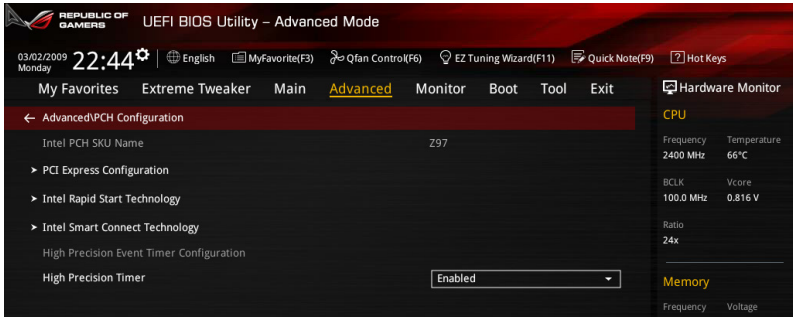 REPUBLIC OF
GAMERS
UEFI BIOS Utility – Advanced Mode
03/02/2009
Monday
22:44
English
MyFavorite(F3)
Qfan Control(F6)
EZ Tuning Wizard(F11)
Quick Note(F9)
? Hot Keys
My Favorites
Extreme Tweaker
Main
Advanced
Monitor
Boot
Tool
Exit
Hardware Monitor
← Advanced\PCH Configuration
Intel PCH SKU Name
Z97
➤ PCI Express Configuration
➤ Intel Rapid Start Technology
➤ Intel Smart Connect Technology
High Precision Event Timer Configuration
High Precision Timer
Enabled
CPU
Frequency
Temperature
2400 MHz
66°C
BCLK
Vcore
100.0 MHz
0.816 V
Ratio
24x
Memory
Frequency
Voltage